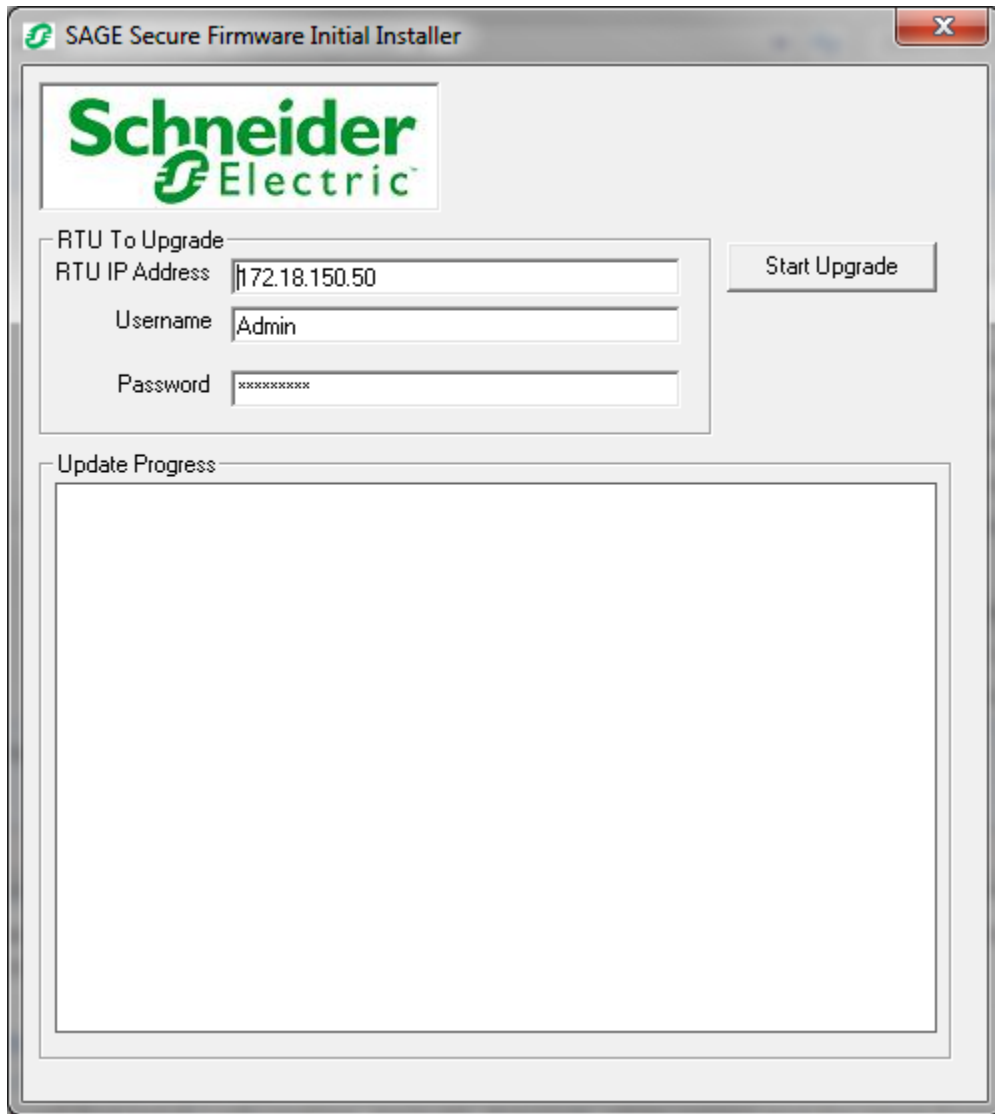 SAGE Secure Firmware Initial Installer
Schneider
Electric™
RTU To Upgrade
RTU IP Address
172.18.150.50
Start Upgrade
Username
Admin
Password
*********
Update Progress